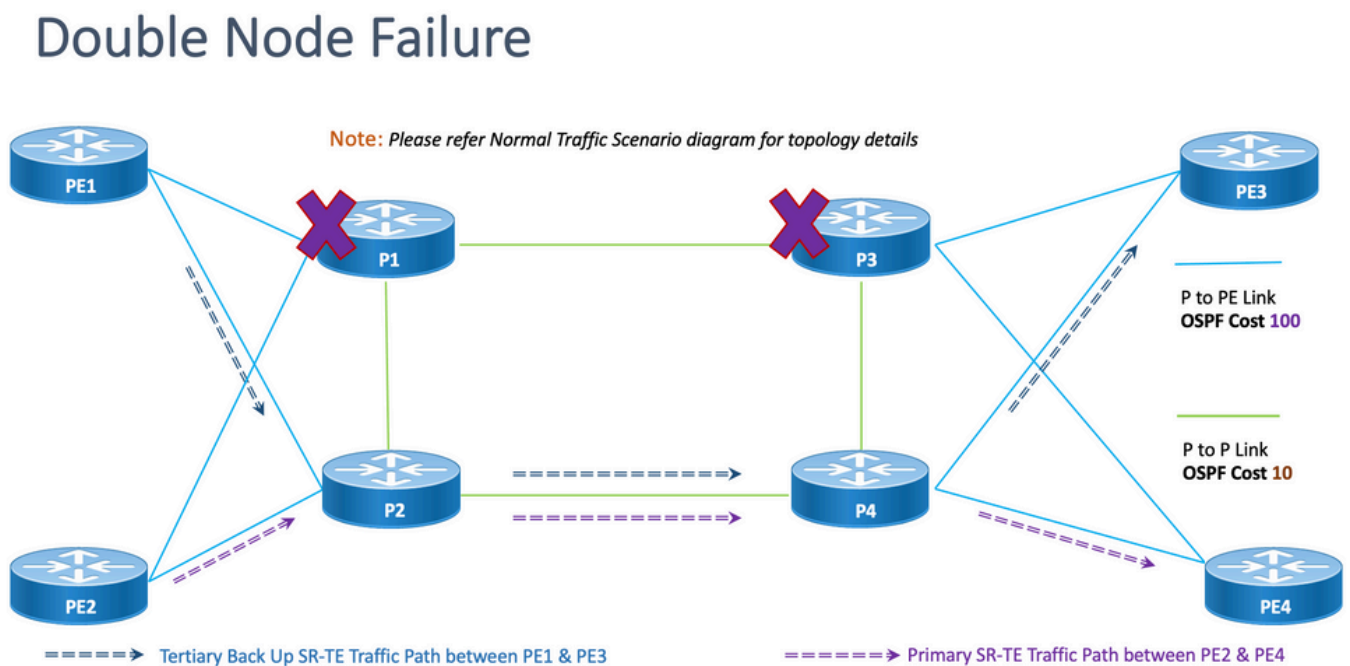 Double Node Failure
Note: Please refer Normal Traffic Scenario diagram for topology details
PE1
P1
P3
PE3
P to PE Link
OSPF Cost 100
P to P Link
OSPF Cost 10
P2
P4
PE2
PE4
Tertiary Back Up SR-TE Traffic Path between PE1 & PE3
Primary SR-TE Traffic Path between PE2 & PE4